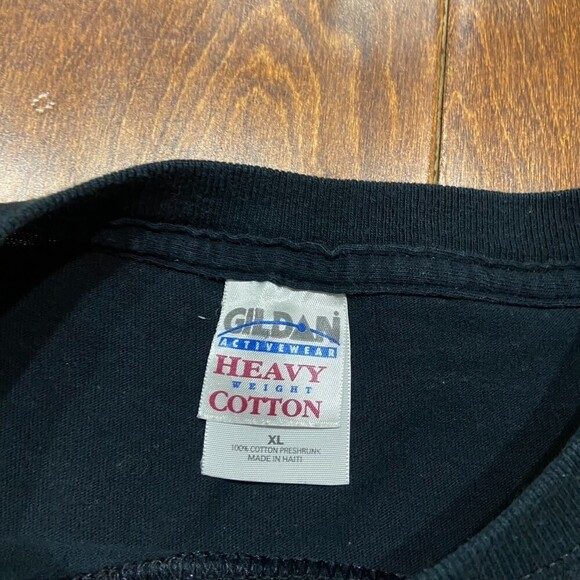 GILDAN
ACTIVEWEAR
HEAVY
WEIGHT
COTTON
XL
100% COTTON PRESHRUNK
MADE IN HAITI